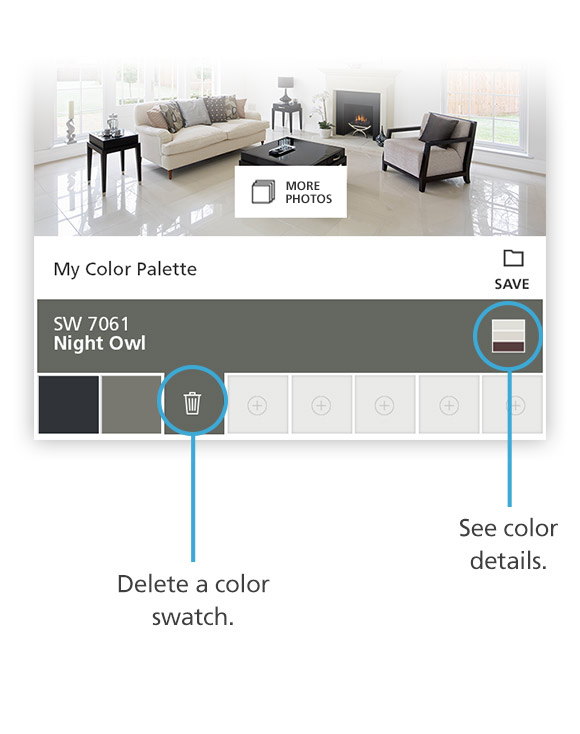 MORE
PHOTOS
My Color Palette
SAVE
SW 7061
Night Owl
See color
details.
Delete a color
swatch.